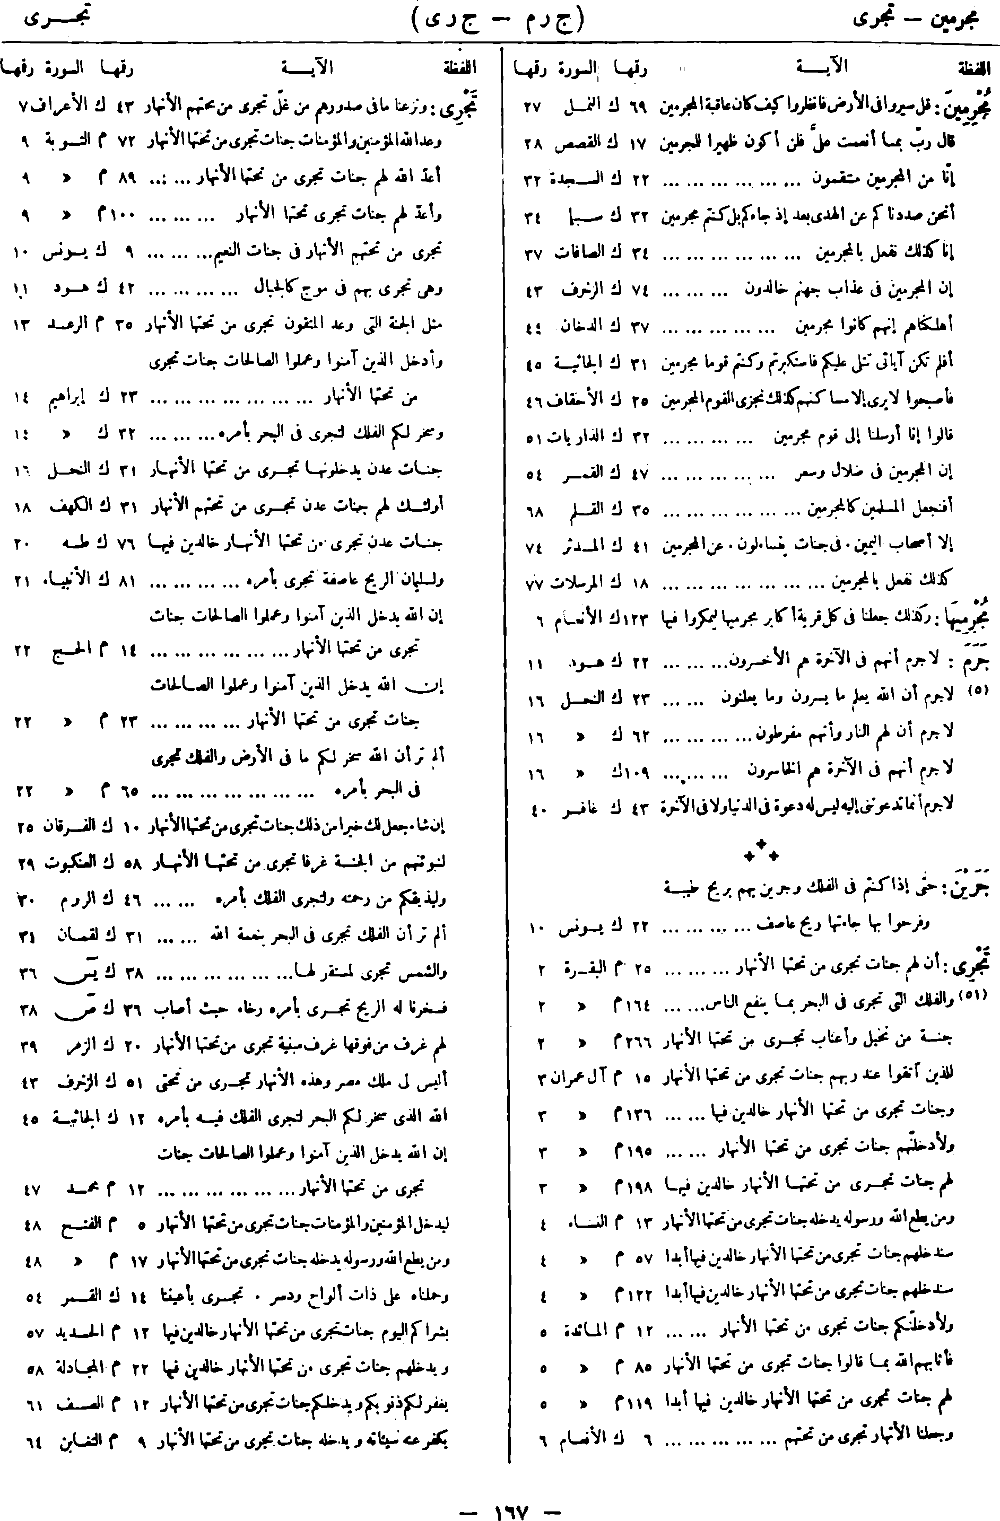 مجرمين — تجرى
(ج ر م — ج ر ى)
تجــرى
اللفظة الآيــة رقمها السورة رقمها
مُجْرِمِينَ : قل سيروا فى الأرض فانظروا كيف كان عاقبة المجرمين ٦٩ ك النمل ٢٧
قال ربّ بما أنعمت علىَّ فلن أكون ظهيرا للمجرمين ١٧ ك القصص ٢٨
إنّا من المجرمين منتقمون ... ... ... ... ... ٢٢ ك السجدة ٣٢
أنحن صددناكم عن الهدى بعد إذ جاءكم بل كنتم مجرمين ٣٢ ك سبإ ٣٤
إنا كذلك نفعل بالمجرمين ... ... ... ... ... ٣٤ ك الصافات ٣٧
إن المجرمين فى عذاب جهنم خالدون ... ... ... ٧٤ ك الزخرف ٤٣
أهلكناهم إنهم كانوا مجرمين ... ... ... ... ٣٧ ك الدخان ٤٤
أفلم تكن آياتى تتلى عليكم فاستكبرتم وكنتم قوما مجرمين ٣١ ك الجاثية ٤٥
فأصبحوا لا يرى إلا مساكنهم كذلك نجزى القوم المجرمين ٢٥ ك الأحقاف ٤٦
قالوا إنا أرسلنا إلى قوم مجرمين ... ... ... ... ٣٢ ك الذاريات ٥١
إن المجرمين فى ضلال وسعر ... ... ... ... ٤٧ ك القمر ٥٤
أفنجعل المسلمين كالمجرمين ... ... ... ... ... ٣٥ ك القلم ٦٨
إلا أصحاب اليمين . فى جنات يتساءلون . عن المجرمين ٤١ ك المدثر ٧٤
كذلك نفعل بالمجرمين ... ... ... ... ... ... ١٨ ك المرسلات ٧٧
مُجْرِمِيهَا : وكذلك جعلنا فى كل قرية أكابر مجرميها ليمكروا فيها ١٢٣ ك الأنعام ٦
جَرَمَ : لا جرم أنهم فى الآخرة هم الأخسرون ... ... ... ٢٢ ك هود ١١
(٥) لا جرم أن الله يعلم ما يسرون وما يعلنون ... ... ٢٣ ك النحل ١٦
لا جرم أن لهم النار وأنهم مفرطون ... ... ... ... ٦٢ ك » ١٦
لا جرم أنهم فى الآخرة هم الخاسرون ... ... ... ١٠٩ ك » ١٦
لا جرم أنما تدعوننى إليه ليس له دعوة فى الدنيا ولا فى الآخرة ٤٣ ك غافر ٤٠
جَرَيْنَ : حتى إذا كنتم فى الفلك وجرين بهم بريح طيبة
وفرحوا بها جاءتها ريح عاصف ... ... ... ... ٢٢ ك يونس ١٠
تَجْرِى : أن لهم جنات تجرى من تحتها الأنهار ... ... ... ٢٥ م البقرة ٢
(٥١) والفلك التى تجرى فى البحر بما ينفع الناس ... ... ١٦٤ م » ٢
جنة من نخيل وأعناب تجرى من تحتها الأنهار ٢٦٦ م » ٢
للذين اتقوا عند ربهم جنات تجرى من تحتها الأنهار ١٥ م آل عمران ٣
وجنات تجرى من تحتها الأنهار خالدين فيها ... ... ١٣٦ م » ٣
ولأدخلنّهم جنات تجرى من تحتها الأنهار ... ... ١٩٥ م » ٣
لهم جنات تجرى من تحتها الأنهار خالدين فيها ١٩٨ م » ٣
ومن يطع الله ورسوله يدخله جنات تجرى من تحتها الأنهار ١٣ م النساء ٤
سندخلهم جنات تجرى من تحتها الأنهار خالدين فيها أبدا ٥٧ م » ٤
سندخلهم جنات تجرى من تحتها الأنهار خالدين فيها أبدا ١٢٢ م » ٤
ولأدخلنّكم جنات تجرى من تحتها الأنهار ... ... ١٢ م المائدة ٥
فأثابهم الله بما قالوا جنات تجرى من تحتها الأنهار ٨٥ م » ٥
لهم جنات تجرى من تحتها الأنهار خالدين فيها أبدا ١١٩ م » ٥
وجعلنا الأنهار تجرى من تحتهم ... ... ... ... ... ٦ ك الأنعام ٦
اللفظة الآيــة رقمها السورة رقمها
تَجْرِى : ونزعنا ما فى صدورهم من غلّ تجرى من تحتهم الأنهار ٤٣ ك الأعراف ٧
وعد الله المؤمنين والمؤمنات جنات تجرى من تحتها الأنهار ٧٢ م التوبة ٩
أعدّ الله لهم جنات تجرى من تحتها الأنهار ... ... ٨٩ م » ٩
وأعدّ لهم جنات تجرى تحتها الأنهار ... ... ... ١٠٠ م » ٩
تجرى من تحتهم الأنهار فى جنات النعيم ... ... ... ٩ ك يونس ١٠
وهى تجرى بهم فى موج كالجبال ... ... ... ... ٤٢ ك هود ١١
مثل الجنة التى وعد المتقون تجرى من تحتها الأنهار ٣٥ م الرعد ١٣
وأدخل الذين آمنوا وعملوا الصالحات جنات تجرى
من تحتها الأنهار ... ... ... ... ... ... ... ٢٣ ك إبراهيم ١٤
وسخر لكم الفلك لتجرى فى البحر بأمره ... ... ... ٣٢ ك » ١٤
جنات عدن يدخلونها تجرى من تحتها الأنهار ٣١ ك النحل ١٦
أولئك لهم جنات عدن تجرى من تحتهم الأنهار ٣١ ك الكهف ١٨
جنات عدن تجرى من تحتها الأنهار خالدين فيها ٧٦ ك طه ٢٠
ولسليمان الريح عاصفة تجرى بأمره ... ... ... ... ٨١ ك الأنبياء ٢١
إن الله يدخل الذين آمنوا وعملوا الصالحات جنات
تجرى من تحتها الأنهار ... ... ... ... ... ... ١٤ م الحج ٢٢
إن الله يدخل الذين آمنوا وعملوا الصالحات
جنات تجرى من تحتها الأنهار ... ... ... ... ٢٣ م » ٢٢
ألم تر أن الله سخر لكم ما فى الأرض والفلك تجرى
فى البحر بأمره ... ... ... ... ... ... ... ٦٥ م » ٢٢
إن شاء جعل لك خيرا من ذلك جنات تجرى من تحتها الأنهار ١٠ ك الفرقان ٢٥
لنبوئنهم من الجنة غرفا تجرى من تحتها الأنهار ٥٨ ك العنكبوت ٢٩
وليذيقكم من رحمته ولتجرى الفلك بأمره ... ... ٤٦ ك الروم ٣٠
ألم تر أن الفلك تجرى فى البحر بنعمة الله ... ... ٣١ ك لقمان ٣١
والشمس تجرى لمستقر لها ... ... ... ... ... ... ٣٨ ك يس ٣٦
فسخرنا له الريح تجرى بأمره رخاء حيث أصاب ٣٦ ك ص ٣٨
لهم غرف من فوقها غرف مبنية تجرى من تحتها الأنهار ٢٠ ك الزمر ٣٩
أليس لى ملك مصر وهذه الأنهار تجرى من تحتى ٥١ ك الزخرف ٤٣
الله الذى سخر لكم البحر لتجرى الفلك فيه بأمره ١٢ ك الجاثية ٤٥
إن الله يدخل الذين آمنوا وعملوا الصالحات جنات
تجرى من تحتها الأنهار ... ... ... ... ... ... ١٢ م محمد ٤٧
ليدخل المؤمنين والمؤمنات جنات تجرى من تحتها الأنهار ٥ م الفتح ٤٨
ومن يطع الله ورسوله يدخله جنات تجرى من تحتها الأنهار ١٧ م » ٤٨
وحملناه على ذات ألواح ودسر . تجرى بأعيننا ١٤ ك القمر ٥٤
بشراكم اليوم جنات تجرى من تحتها الأنهار خالدين فيها ١٢ م الحديد ٥٧
ويدخلهم جنات تجرى من تحتها الأنهار خالدين فيها ٢٢ م المجادلة ٥٨
يغفر لكم ذنوبكم ويدخلكم جنات تجرى من تحتها الأنهار ١٢ م الصف ٦١
يكفر عنه سيئاته ويدخله جنات تجرى من تحتها الأنهار ٩ م التغابن ٦٤
— ١٦٧ —